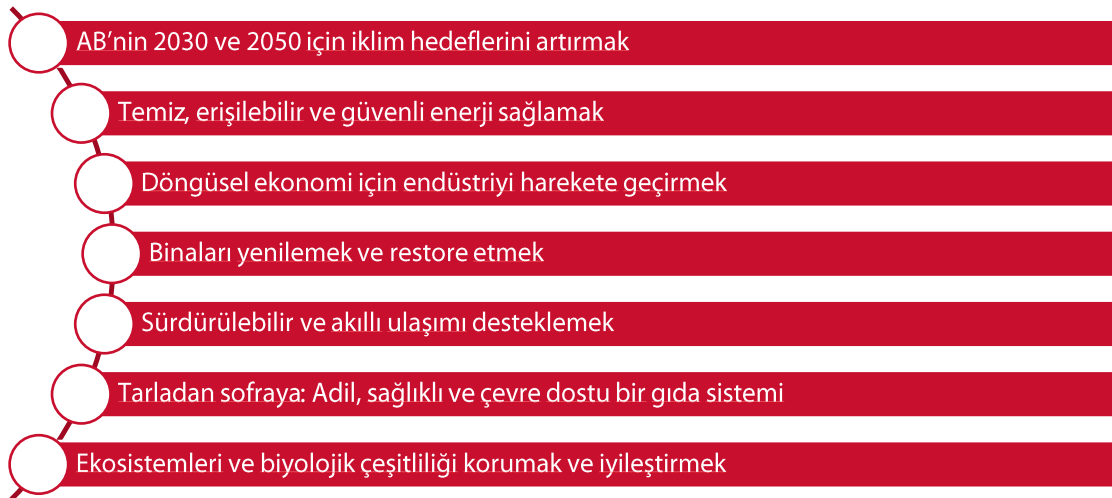 AB’nin 2030 ve 2050 için iklim hedeflerini artırmak
Temiz, erişilebilir ve güvenli enerji sağlamak
Döngüsel ekonomi için endüstriyi harekete geçirmek
Binaları yenilemek ve restore etmek
Sürdürülebilir ve akıllı ulaşımı desteklemek
Tarladan sofraya: Adil, sağlıklı ve çevre dostu bir gıda sistemi
Ekosistemleri ve biyolojik çeşitliliği korumak ve iyileştirmek